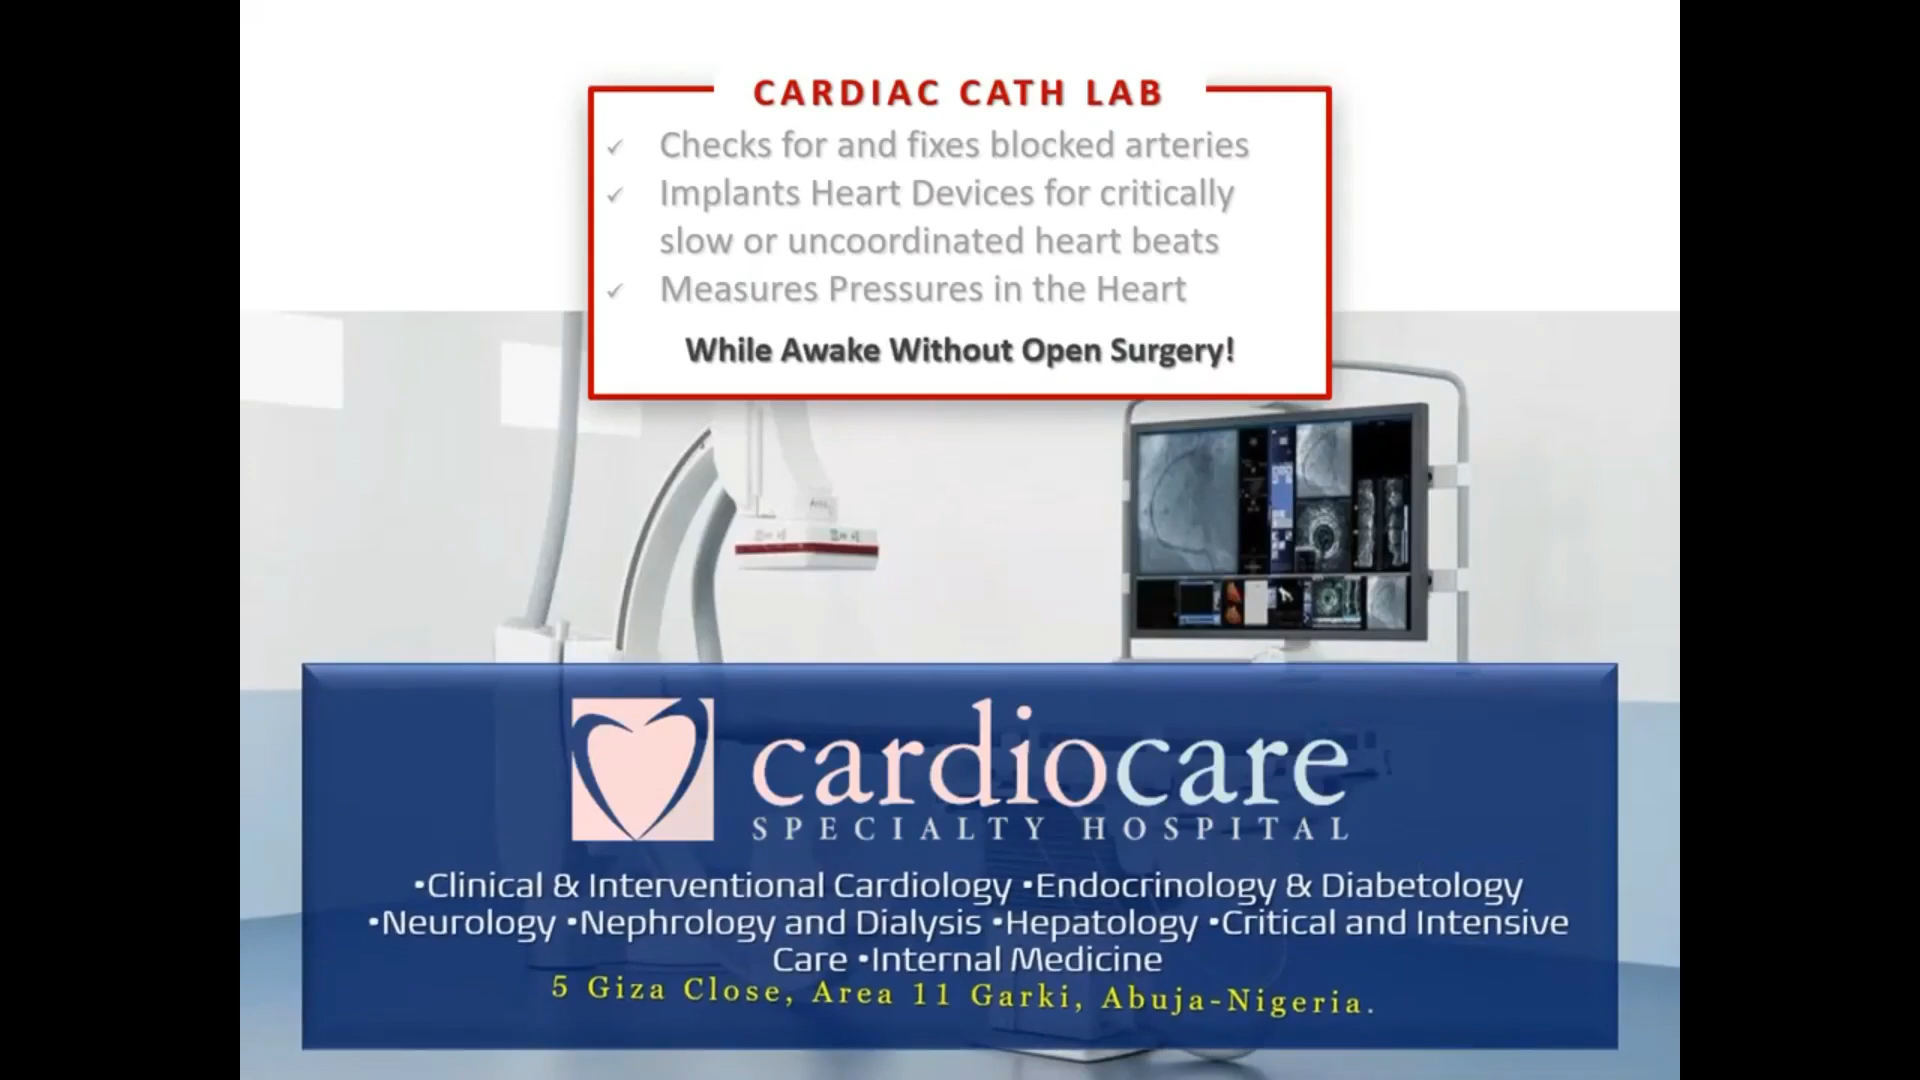 CARDIAC CATH LAB
✓ Checks for and fixes blocked arteries
✓ Implants Heart Devices for critically
slow or uncoordinated heart beats
✓ Measures Pressures in the Heart
While Awake Without Open Surgery!
cardiocare
SPECIALTY HOSPITAL
•Clinical & Interventional Cardiology •Endocrinology & Diabetology
•Neurology •Nephrology and Dialysis •Hepatology •Critical and Intensive
Care •Internal Medicine
5 Giza Close, Area 11 Garki, Abuja-Nigeria.